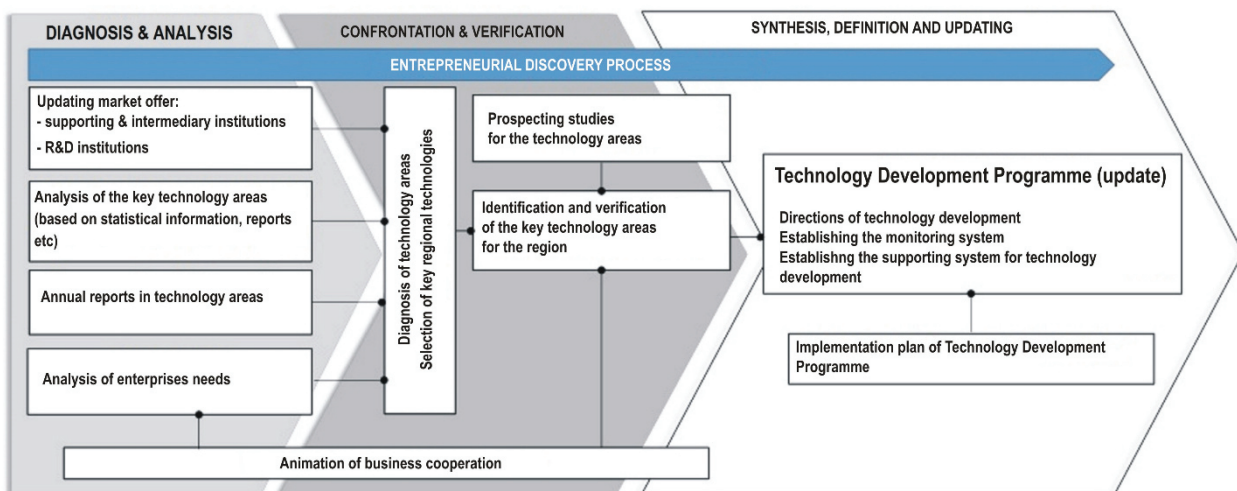 DIAGNOSIS & ANALYSIS
CONFRONTATION & VERIFICATION
SYNTHESIS, DEFINITION AND UPDATING
ENTREPRENEURIAL DISCOVERY PROCESS
Updating market offer:
- supporting & intermediary institutions
- R&D institutions
Analysis of the key technology areas
(based on statistical information, reports
etc)
Annual reports in technology areas
Analysis of enterprises needs
Diagnosis of technology areas
Selection of key regional technologies
Prospecting studies
for the technology areas
Identification and verification
of the key technology areas
for the region
Technology Development Programme (update)
Directions of technology development
Establishing the monitoring system
Establishng the supporting system for technology
development
Implementation plan of Technology Development
Programme
Animation of business cooperation